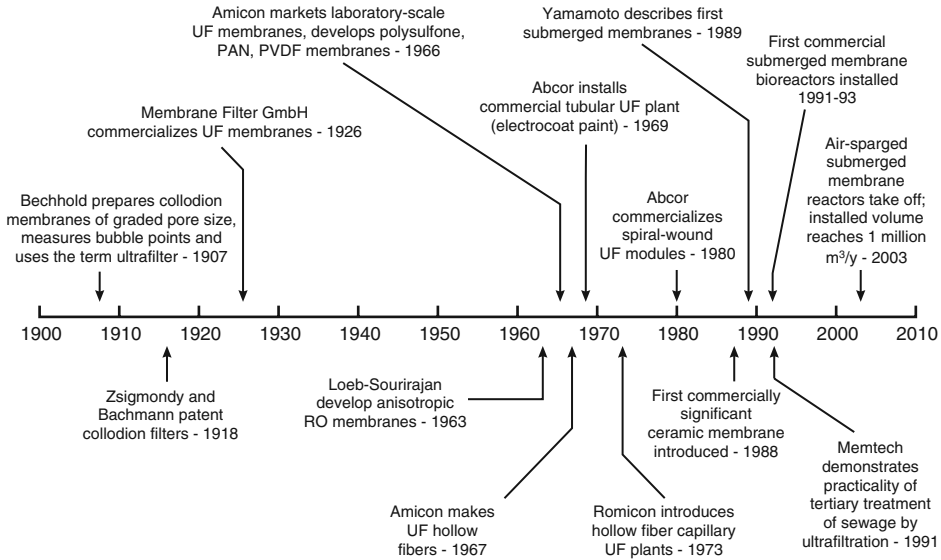 Amicon markets laboratory-scale
UF membranes, develops polysulfone,
PAN, PVDF membranes - 1966
Yamamoto describes first
submerged membranes - 1989
First commercial
submerged membrane
bioreactors installed
1991-93
Membrane Filter GmbH
commercializes UF membranes - 1926
Abcor installs
commercial tubular UF plant
(electrocoat paint) - 1969
Air-sparged
submerged
membrane
reactors take off;
installed volume
reaches 1 million
m³/y - 2003
Bechhold prepares collodion
membranes of graded pore size,
measures bubble points and
uses the term ultrafilter - 1907
Abcor
commercializes
spiral-wound
UF modules - 1980
1900 1910 1920 1930 1940 1950 1960 1970 1980 1990 2000 2010
Zsigmondy and
Bachmann patent
collodion filters - 1918
Loeb-Sourirajan
develop anisotropic
RO membranes - 1963
First commercially
significant
ceramic membrane
introduced - 1988
Amicon makes
UF hollow
fibers - 1967
Romicon introduces
hollow fiber capillary
UF plants - 1973
Memtech
demonstrates
practicality of
tertiary treatment
of sewage by
ultrafiltration - 1991